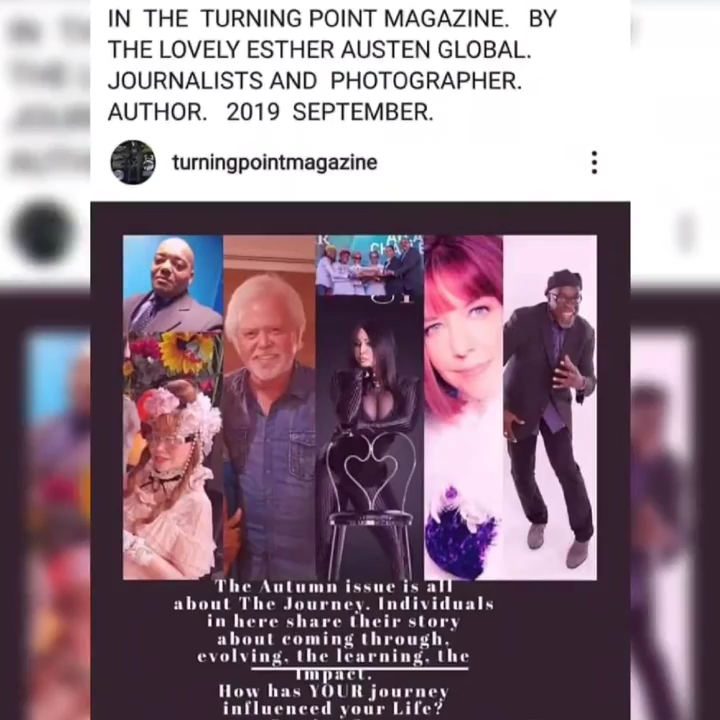 IN THE TURNING POINT MAGAZINE. BY
THE LOVELY ESTHER AUSTEN GLOBAL.
JOURNALISTS AND PHOTOGRAPHER.
AUTHOR. 2019 SEPTEMBER.
turningpointmagazine
The Autumn issue is all
about The Journey. Individuals
in here share their story
about coming through,
evolving, the learning, the
Impact.
How has YOUR journey
influenced your Life?